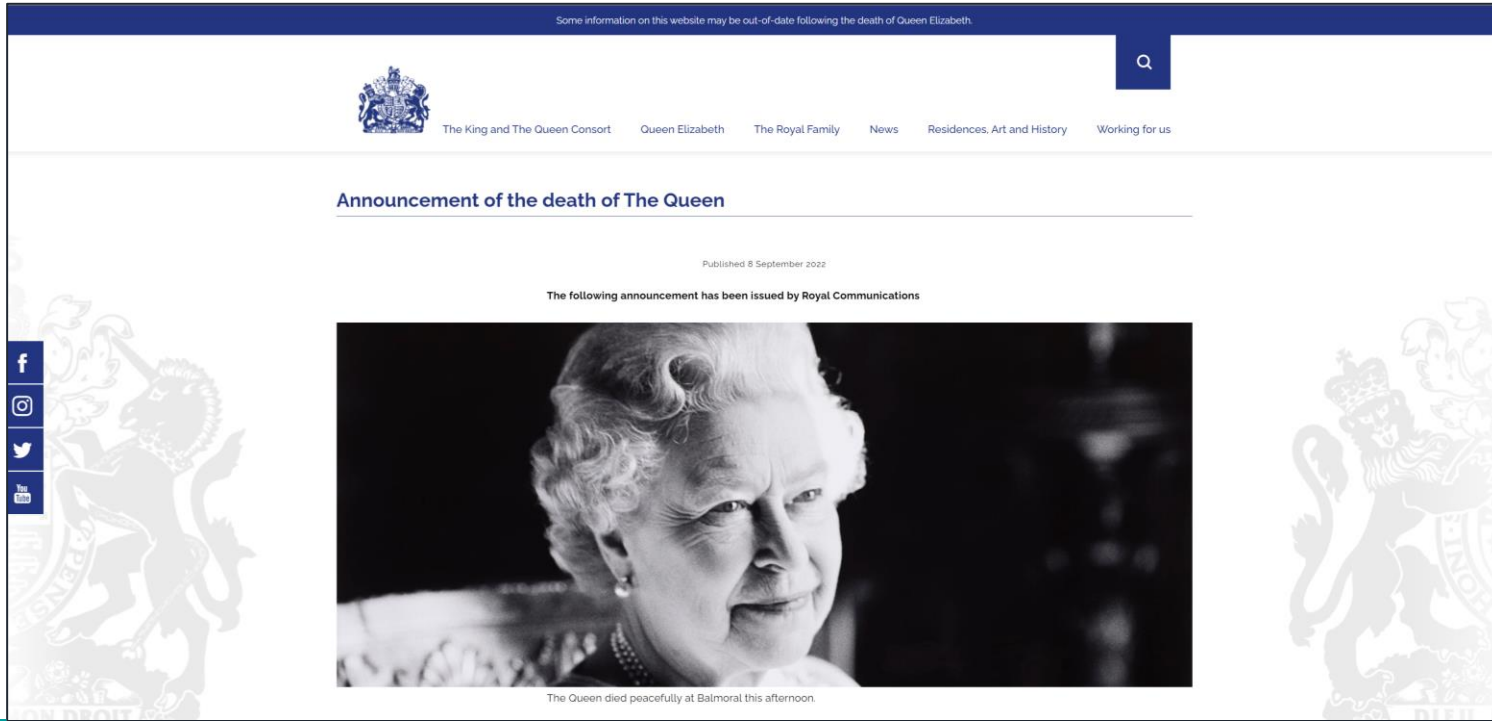 Some information on this website may be out-of-date following the death of Queen Elizabeth.
The King and The Queen Consort
Queen Elizabeth
The Royal Family
News
Residences, Art and History
Working for us
Announcement of the death of The Queen
Published 8 September 2022
The following announcement has been issued by Royal Communications
You
Tube
The Queen died peacefully at Balmoral this afternoon.